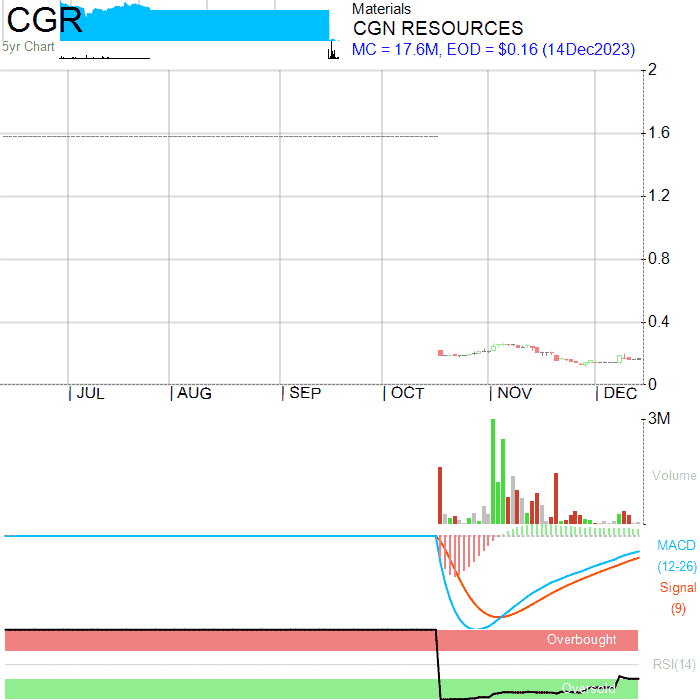 CGR
5yr Chart
Materials
CGN RESOURCES
MC = 17.6M, EOD = $0.16 (14Dec2023)
2
1.6
1.2
0.8
0.4
0
JUL
AUG
SEP
OCT
NOV
DEC
3M
Volume
MACD
(12-26)
Signal
(9)
Overbought
RSI(14)
Oversold